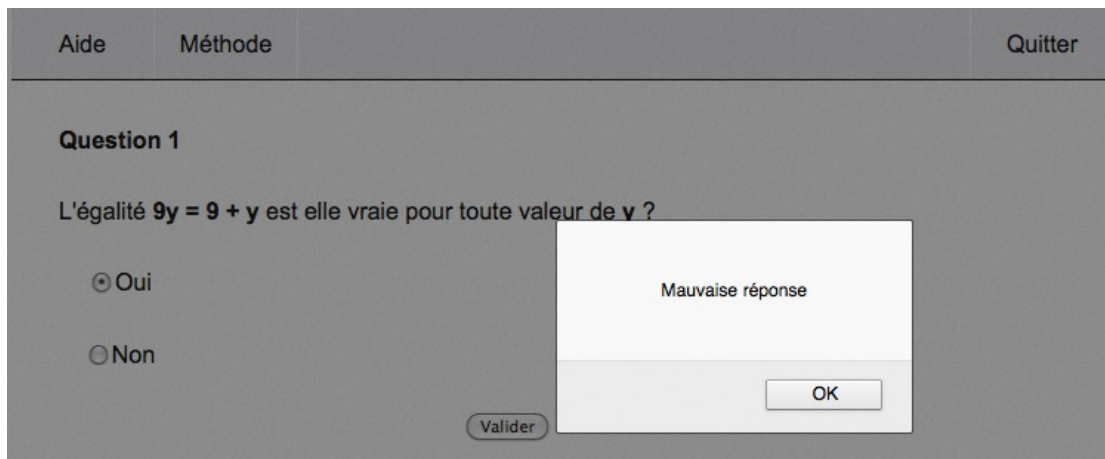 Aide Méthode Quitter
Question 1
L'égalité 9y = 9 + y est elle vraie pour toute valeur de y ?
Oui
Mauvaise réponse
Non
OK
Valider